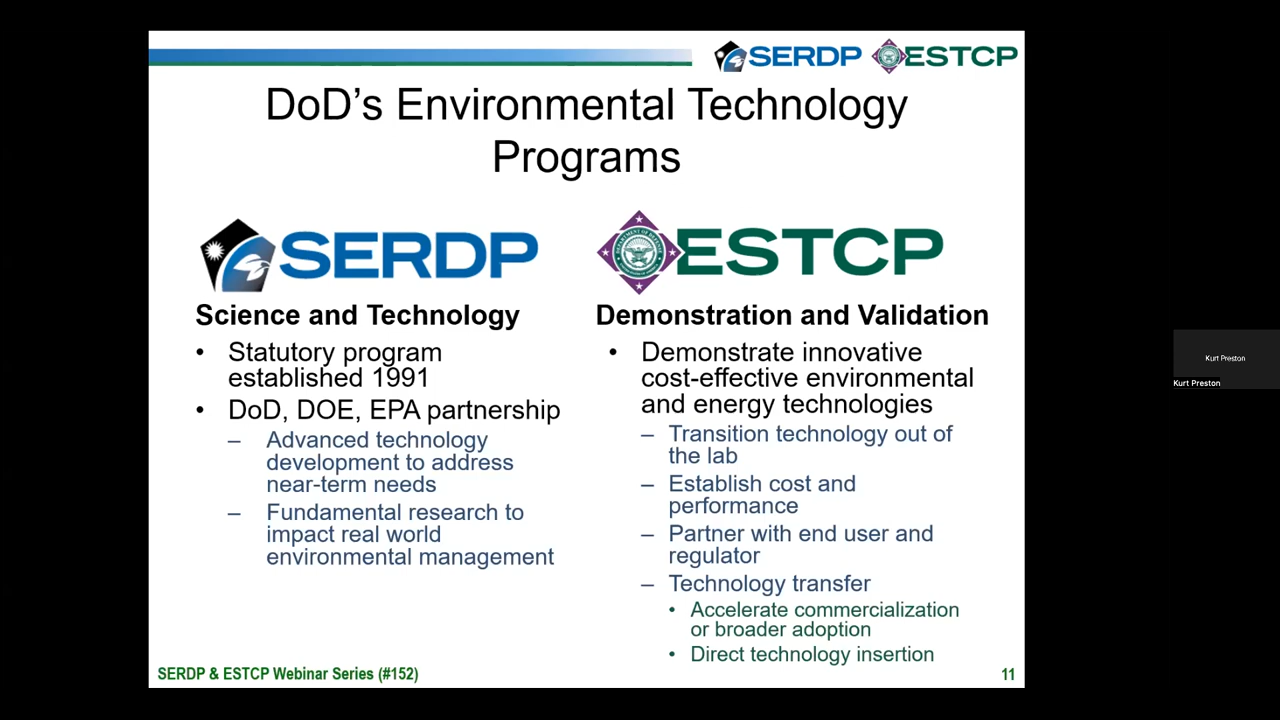 SERDP ESTCP
DoD's Environmental Technology
Programs
SERDP
Science and Technology
• Statutory program
established 1991
• DoD, DOE, EPA partnership
– Advanced technology
development to address
near-term needs
– Fundamental research to
impact real world
environmental management
ESTCP
Demonstration and Validation
• Demonstrate innovative
cost-effective environmental
and energy technologies
– Transition technology out of
the lab
– Establish cost and
performance
– Partner with end user and
regulator
– Technology transfer
• Accelerate commercialization
or broader adoption
• Direct technology insertion
SERDP & ESTCP Webinar Series (#152)
11
Kurt Preston
Kurt Preston